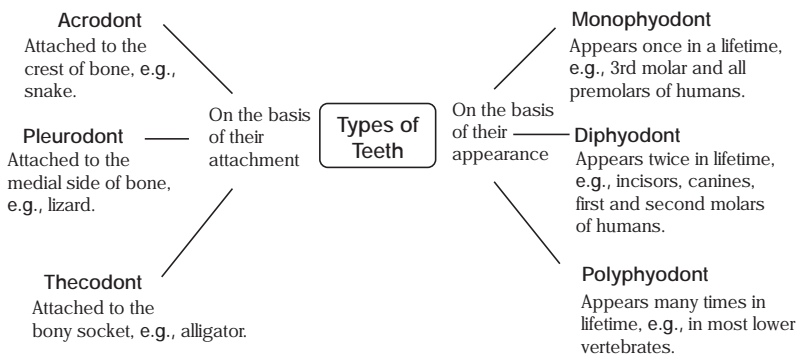 Acrodont
Attached to the
crest of bone, e.g.,
snake.
Pleurodont
Attached to the
medial side of bone,
e.g., lizard.
Thecodont
Attached to the
bony socket, e.g., alligator.
On the basis
of their
attachment
Types of
Teeth
On the basis
of their
appearance
Monophyodont
Appears once in a lifetime,
e.g., 3rd molar and all
premolars of humans.
Diphyodont
Appears twice in lifetime,
e.g., incisors, canines,
first and second molars
of humans.
Polyphyodont
Appears many times in
lifetime, e.g., in most lower
vertebrates.